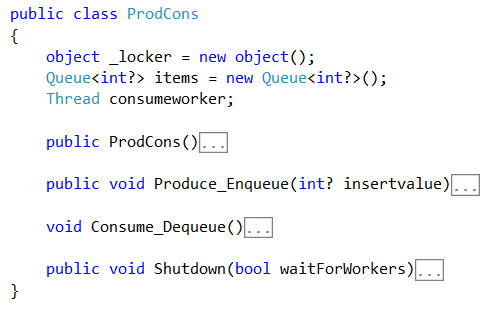 public class ProdCons
{
object _locker = new object();
Queue<int?> items = new Queue<int?>();
Thread consumeworker;
public ProdCons()...
public void Produce_Enqueue(int? insertvalue)...
void Consume_Dequeue()...
public void Shutdown(bool waitForWorkers)...
}